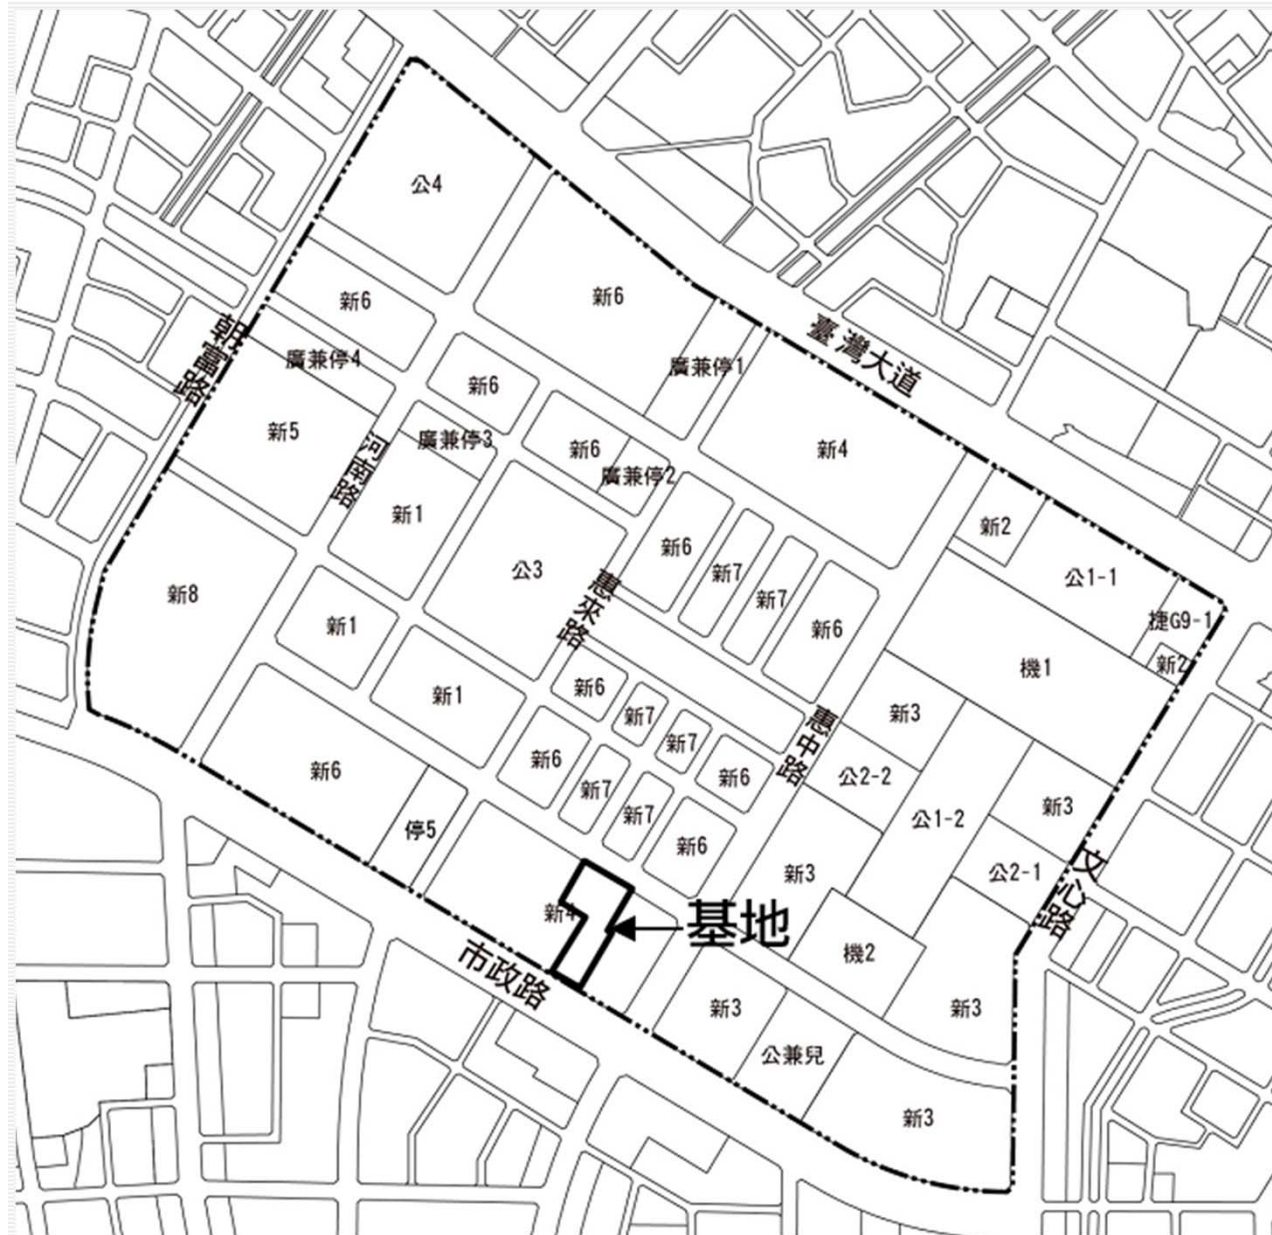 公4
新6
新6
臺灣大道
朝富路
廣兼停4
廣兼停1
新6
新5
河南路
廣兼停3
新6
廣兼停2
新4
新1
新2
公3
新6
新7
新7
新6
公1-1
捷G9-1
新2
新8
新1
惠來路
機1
新1
新6
新7
新7
新6
新3
惠中路
公2-2
新6
新6
新7
新7
新6
停5
公1-2
新3
公2-1
文心路
新3
新4
基地
機2
市政路
新3
新3
公兼兒
新3